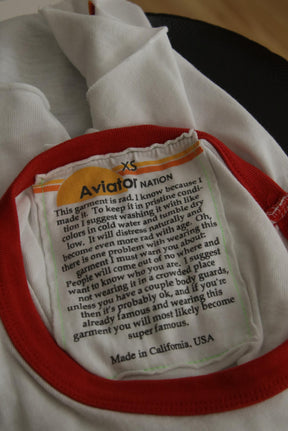 XS
Aviator NATION
This garment is rad. I know because I
made it. To keep it in pristine condi-
tion I suggest washing it with like
colors in cold water and tumble dry
low. It will distress naturally and
become even more rad with age. Oh,
there is one problem with wearing this
garment I must warn you about.
People will come out of no where and
want to know who you are. I suggest
not wearing it to a crowded place
unless you have a couple body guards,
then it's probably ok, and if you're
already famous and wearing this
garment you will most likely become
super famous.
Made in California, USA